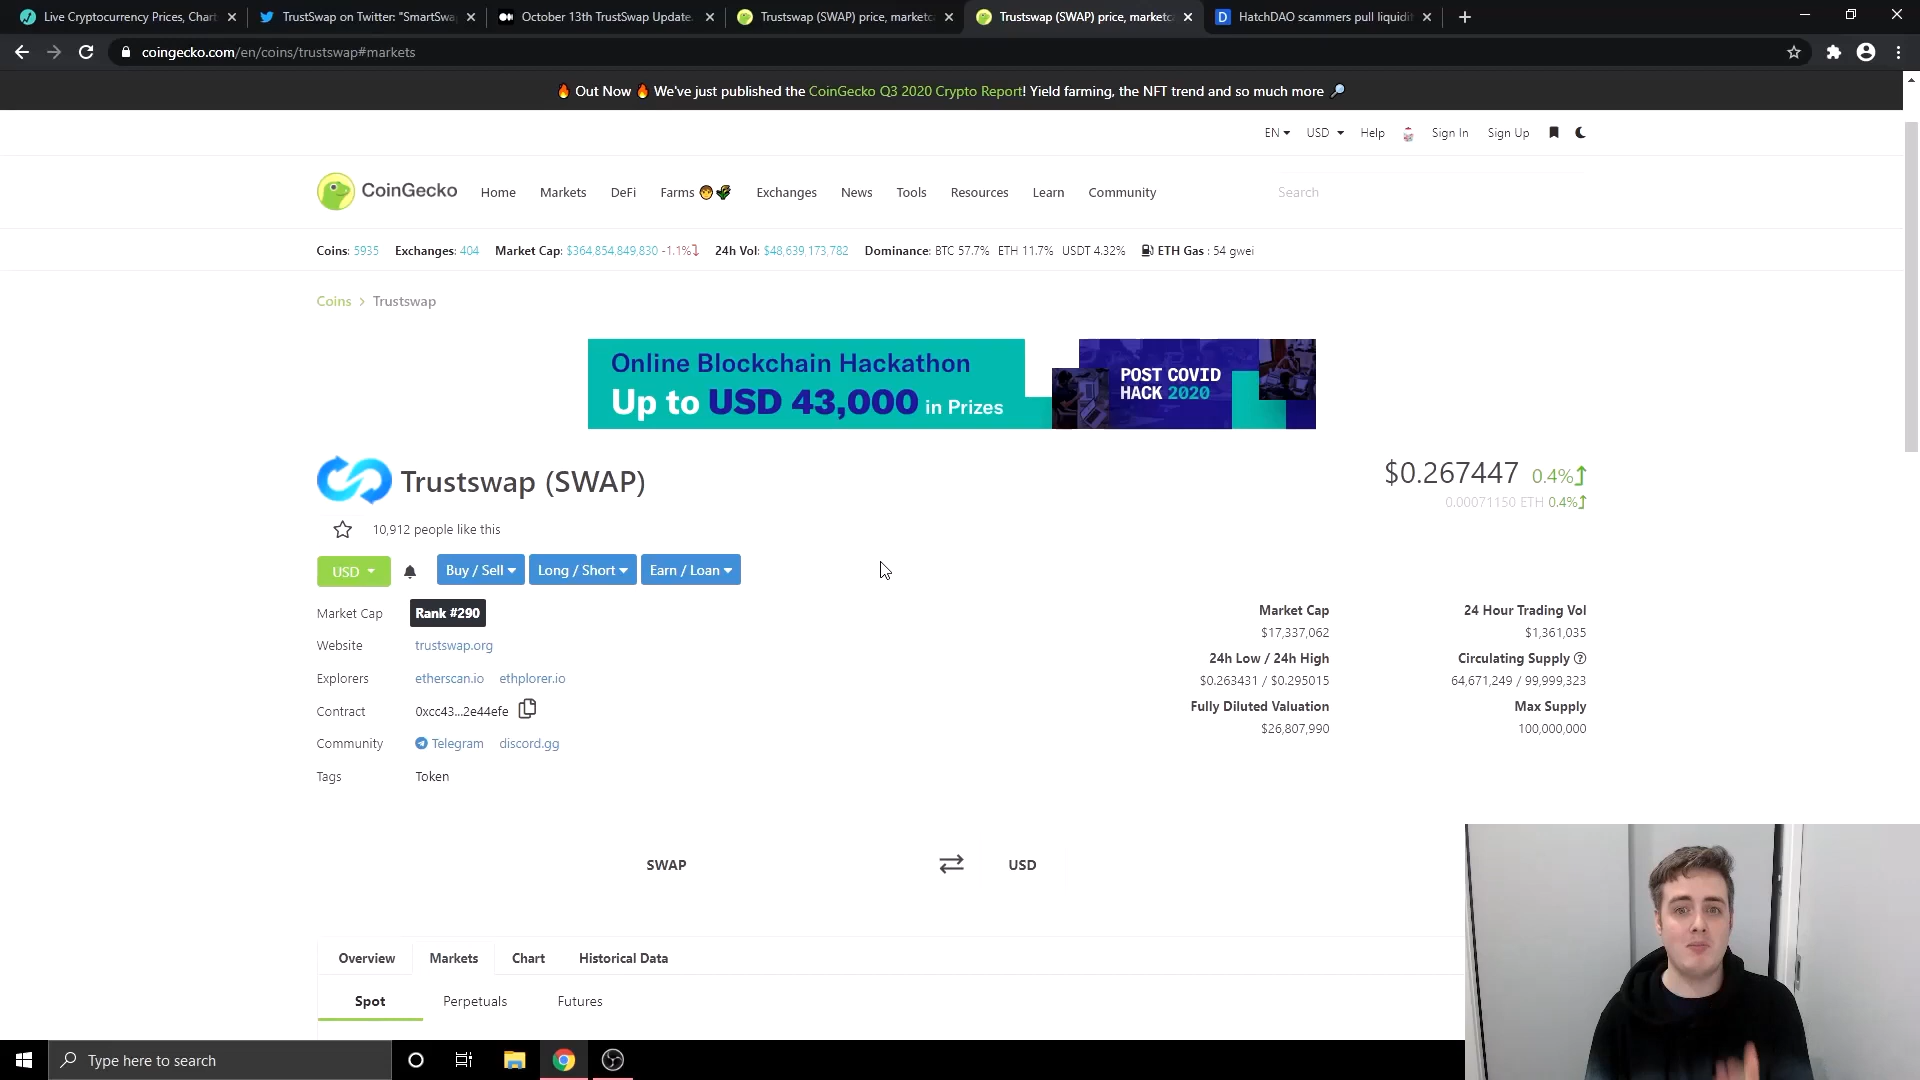 Live Cryptocurrency Prices, Chart
TrustSwap on Twitter: "SmartSwap
October 13th TrustSwap Update.
Trustswap (SWAP) price, marketca
Trustswap (SWAP) price, marketca
HatchDAO scammers pull liquidit
coingecko.com/en/coins/trustswap#markets
Out Now We've just published the CoinGecko Q3 2020 Crypto Report! Yield farming, the NFT trend and so much more
EN USD Help Sign In Sign Up
CoinGecko Home Markets DeFi Farms Exchanges News Tools Resources Learn Community Search
Coins: 5935 Exchanges: 404 Market Cap: $364,854,849,830 -1.1% 24h Vol: $48,639,173,782 Dominance: BTC 57.7% ETH 11.7% USDT 4.32% ETH Gas : 54 gwei
Coins > Trustswap
Online Blockchain Hackathon
Up to USD 43,000 in Prizes
POST COVID
HACK 2020
Trustswap (SWAP)
$0.267447 0.4%
0.00071150 ETH 0.4%
10,912 people like this
USD Buy / Sell Long / Short Earn / Loan
Market Cap Rank #290
Website trustswap.org
Explorers etherscan.io ethplorer.io
Contract 0xcc43...2e44efe
Community Telegram discord.gg
Tags Token
Market Cap 24 Hour Trading Vol
$17,337,062 $1,361,035
24h Low / 24h High Circulating Supply
$0.263431 / $0.295015 64,671,249 / 99,999,323
Fully Diluted Valuation Max Supply
$26,807,990 100,000,000
SWAP USD
Overview Markets Chart Historical Data
Spot Perpetuals Futures
Type here to search